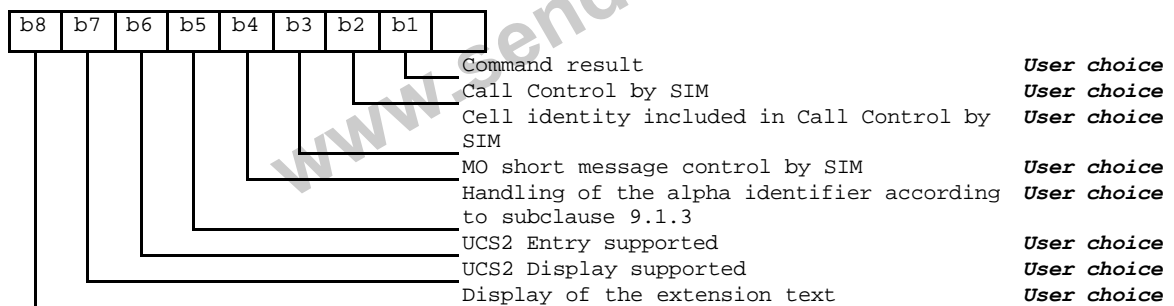 b8 b7 b6 b5 b4 b3 b2 b1
Command result User choice
Call Control by SIM User choice
Cell identity included in Call Control by User choice
SIM
MO short message control by SIM User choice
Handling of the alpha identifier according User choice
to subclause 9.1.3
UCS2 Entry supported User choice
UCS2 Display supported User choice
Display of the extension text User choice
www.send